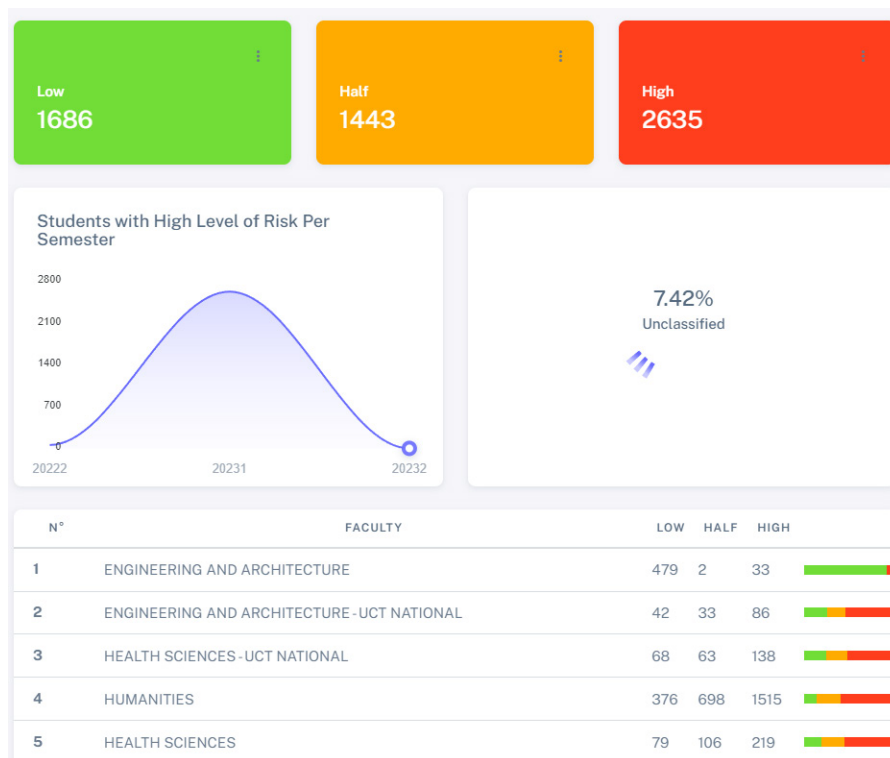 Low
1686
Half
1443
High
2635
Students with High Level of Risk Per
Semester
2800
2100
1400
700
0
20222 20231 20232
7.42%
Unclassified
N° FACULTY LOW HALF HIGH
1 ENGINEERING AND ARCHITECTURE 479 2 33
2 ENGINEERING AND ARCHITECTURE-UCT NATIONAL 42 33 86
3 HEALTH SCIENCES-UCT NATIONAL 68 63 138
4 HUMANITIES 376 698 1515
5 HEALTH SCIENCES 79 106 219